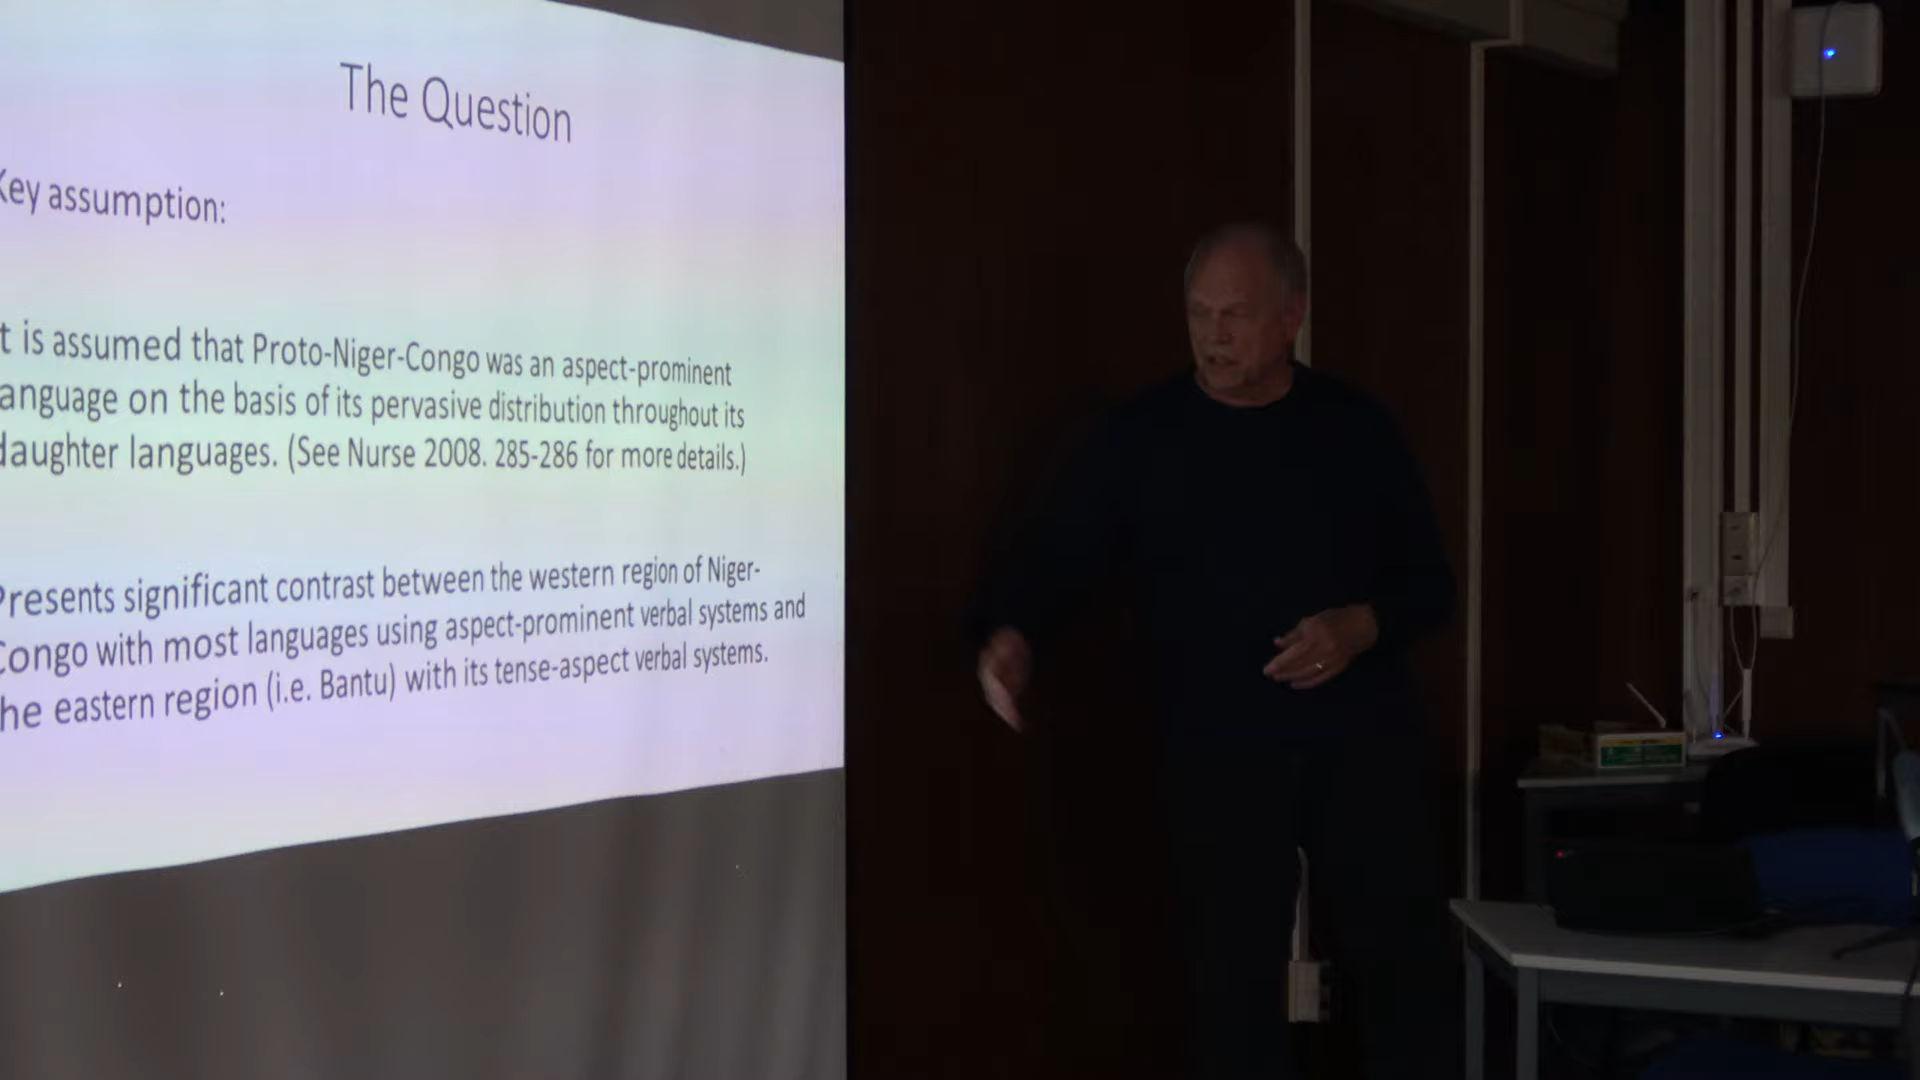 The Question
Key assumption:
t is assumed that Proto-Niger-Congo was an aspect-prominent
anguage on the basis of its pervasive distribution throughout its
daughter languages. (See Nurse 2008. 285-286 for more details.)
Presents significant contrast between the western region of Niger-
Congo with most languages using aspect-prominent verbal systems and
he eastern region (i.e. Bantu) with its tense-aspect verbal systems.